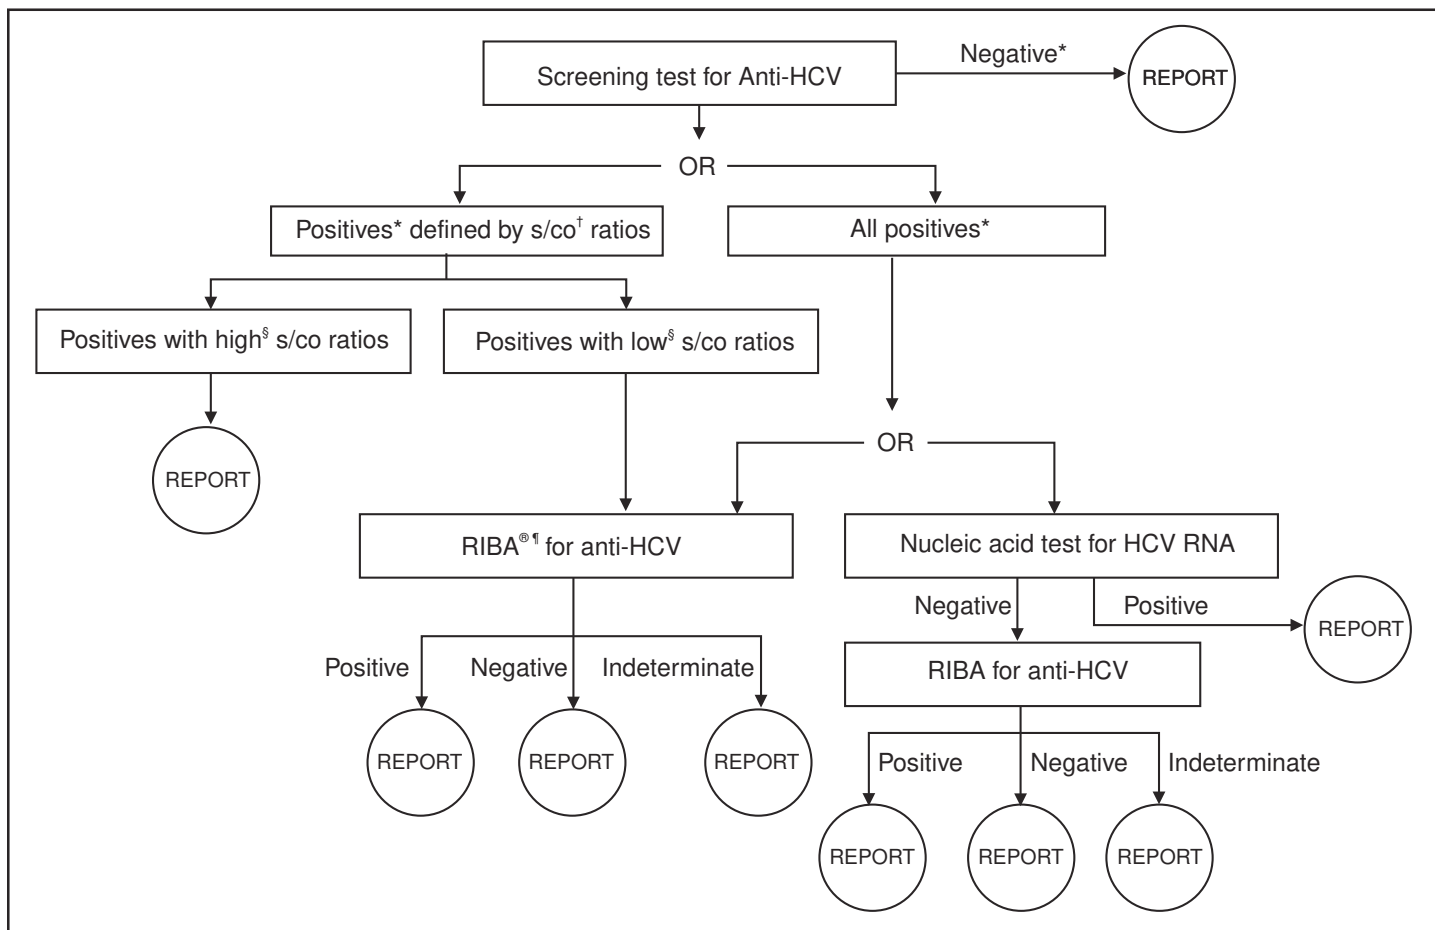 Screening test for Anti-HCV
Negative*
REPORT
OR
Positives* defined by s/co† ratios
All positives*
Positives with high§ s/co ratios
Positives with low§ s/co ratios
REPORT
OR
RIBA®¶ for anti-HCV
Nucleic acid test for HCV RNA
Negative
Positive
REPORT
RIBA for anti-HCV
Positive
Negative
Indeterminate
REPORT
REPORT
REPORT
Positive
Negative
Indeterminate
REPORT
REPORT
REPORT